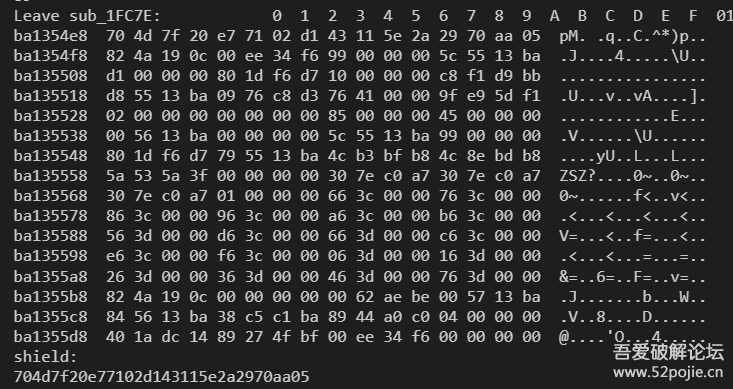 Leave sub_1FC7E:           0  1  2  3  4  5  6  7  8  9  A  B  C  D  E  F  01
ba1354e8  70 4d 7f 20 e7 71 02 d1 43 11 5e 2a 29 70 aa 05  pM. .q..C.^*)p..
ba1354f8  82 4a 19 0c 00 ee 34 f6 99 00 00 00 5c 55 13 ba  .J....4.....\U..
ba135508  d1 00 00 00 80 1d f6 d7 10 00 00 00 c8 f1 d9 bb  ................
ba135518  d8 55 13 ba 09 76 c8 d3 76 41 00 00 9f e9 5d f1  .U...v..vA....].
ba135528  02 00 00 00 00 00 00 00 85 00 00 00 45 00 00 00  ............E...
ba135538  00 56 13 ba 00 00 00 00 5c 55 13 ba 99 00 00 00  .V......\U......
ba135548  80 1d f6 d7 79 55 13 ba 4c b3 bf b8 4c 8e bd b8  ....yU..L...L...
ba135558  5a 53 5a 3f 00 00 00 00 30 7e c0 a7 30 7e c0 a7  ZSZ?....0~..0~..
ba135568  30 7e c0 a7 01 00 00 00 66 3c 00 00 76 3c 00 00  0~......f<..v<..
ba135578  86 3c 00 00 96 3c 00 00 a6 3c 00 00 b6 3c 00 00  .<...<...<...<..
ba135588  56 3d 00 00 d6 3c 00 00 66 3d 00 00 c6 3c 00 00  V=...<..f=...<..
ba135598  e6 3c 00 00 f6 3c 00 00 06 3d 00 00 16 3d 00 00  .<...<...=...=..
ba1355a8  26 3d 00 00 36 3d 00 00 46 3d 00 00 76 3d 00 00  &=..6=..F=..v=..
ba1355b8  82 4a 19 0c 00 00 00 00 00 62 ae be 00 57 13 ba  .J.......b...W..
ba1355c8  84 56 13 ba 38 c5 c1 ba 89 44 a0 c0 04 00 00 00  .V..8....D......
ba1355d8  40 1a dc 14 89 27 4f bf 00 ee 34 f6 00 00 00 00  @....'O...4.....
shield:
704d7f20e77102d143115e2a2970aa05
吾爱破解论坛
www.52pojie.cn